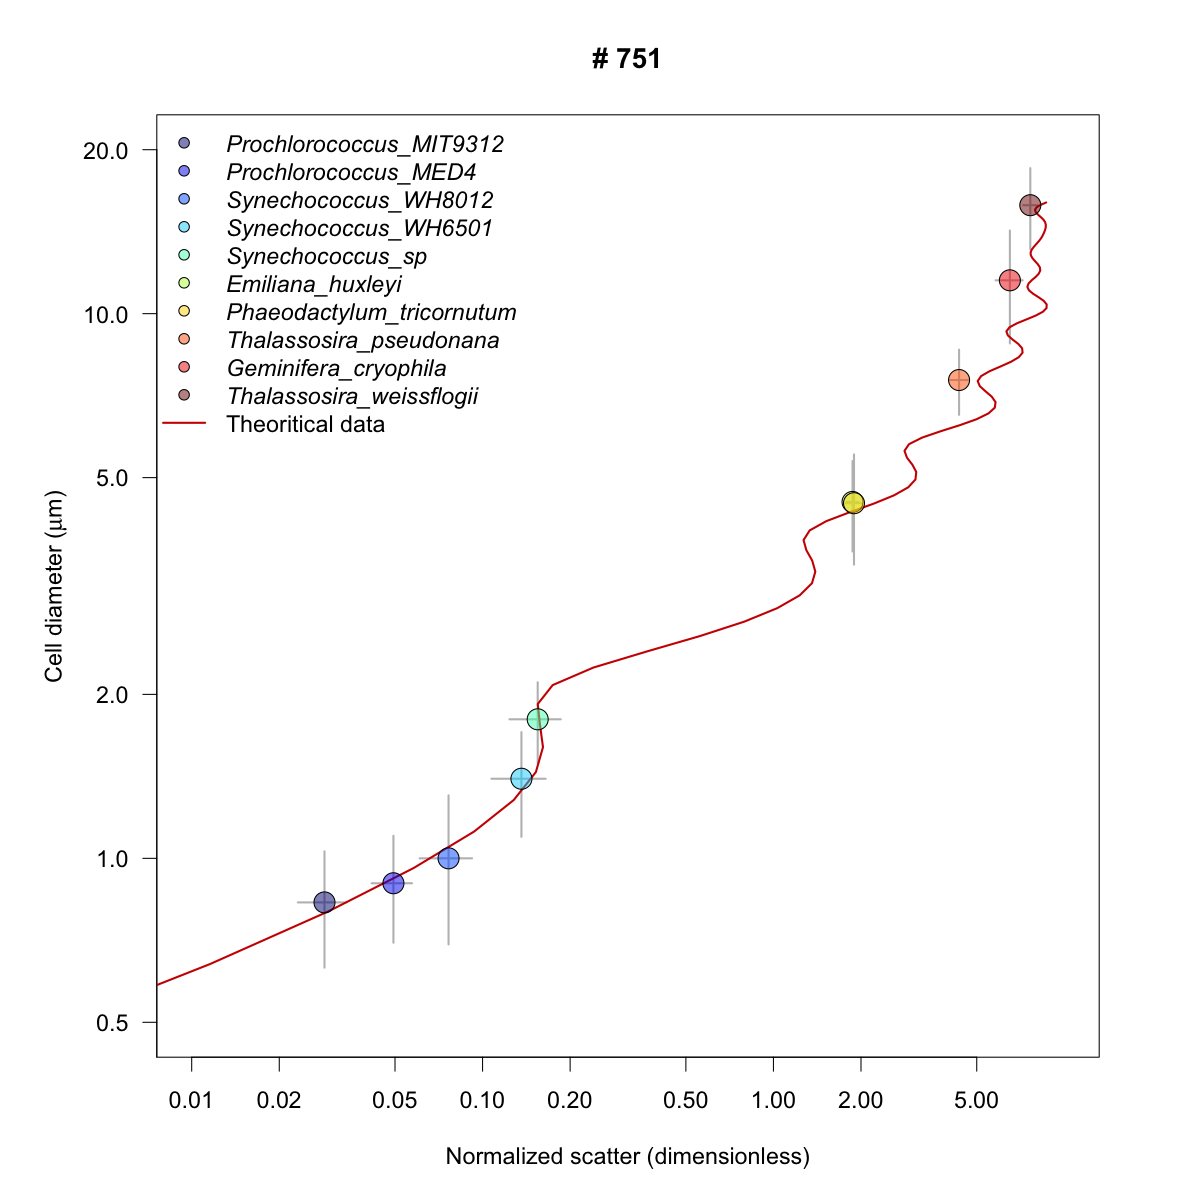 # 751
Prochlorococcus_MIT9312
Prochlorococcus_MED4
Synechococcus_WH8012
Synechococcus_WH6501
Synechococcus_sp
Emiliana_huxleyi
Phaeodactylum_tricornutum
Thalassosira_pseudonana
Geminifera_cryophila
Thalassosira_weissflogii
Theoritical data
20.0
10.0
5.0
2.0
1.0
0.5
Cell diameter (µm)
0.01 0.02 0.05 0.10 0.20 0.50 1.00 2.00 5.00
Normalized scatter (dimensionless)